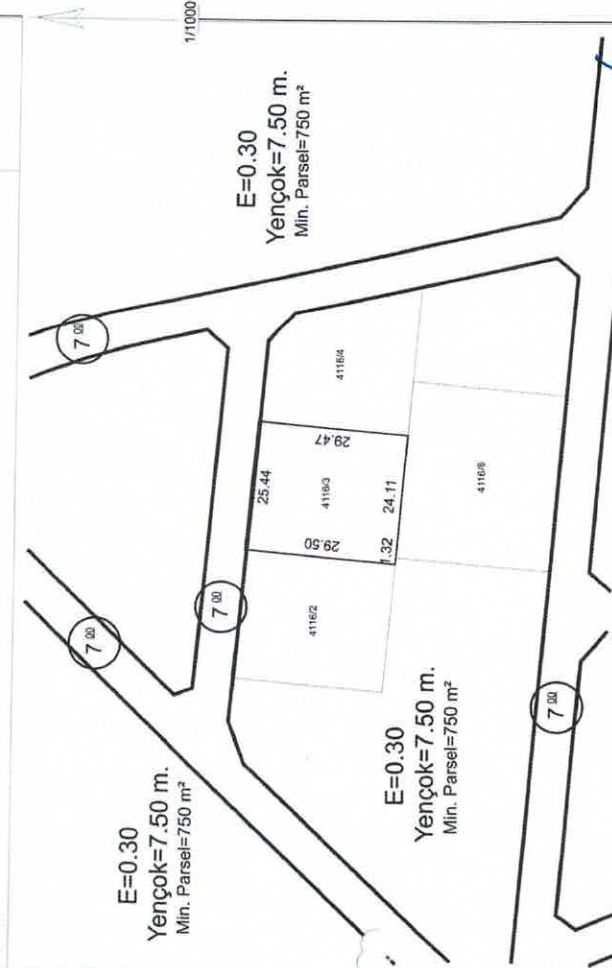 1/1000
E=0.30
Yençok=7.50 m.
Min. Parsel=750 m²
7.00
7.00
7.00
4116/4
29.47
25.44
4116/3
24.11
29.50
1.32
4116/2
4116/6
E=0.30
Yençok=7.50 m.
Min. Parsel=750 m²
E=0.30
Yençok=7.50 m.
Min. Parsel=750 m²
7.00